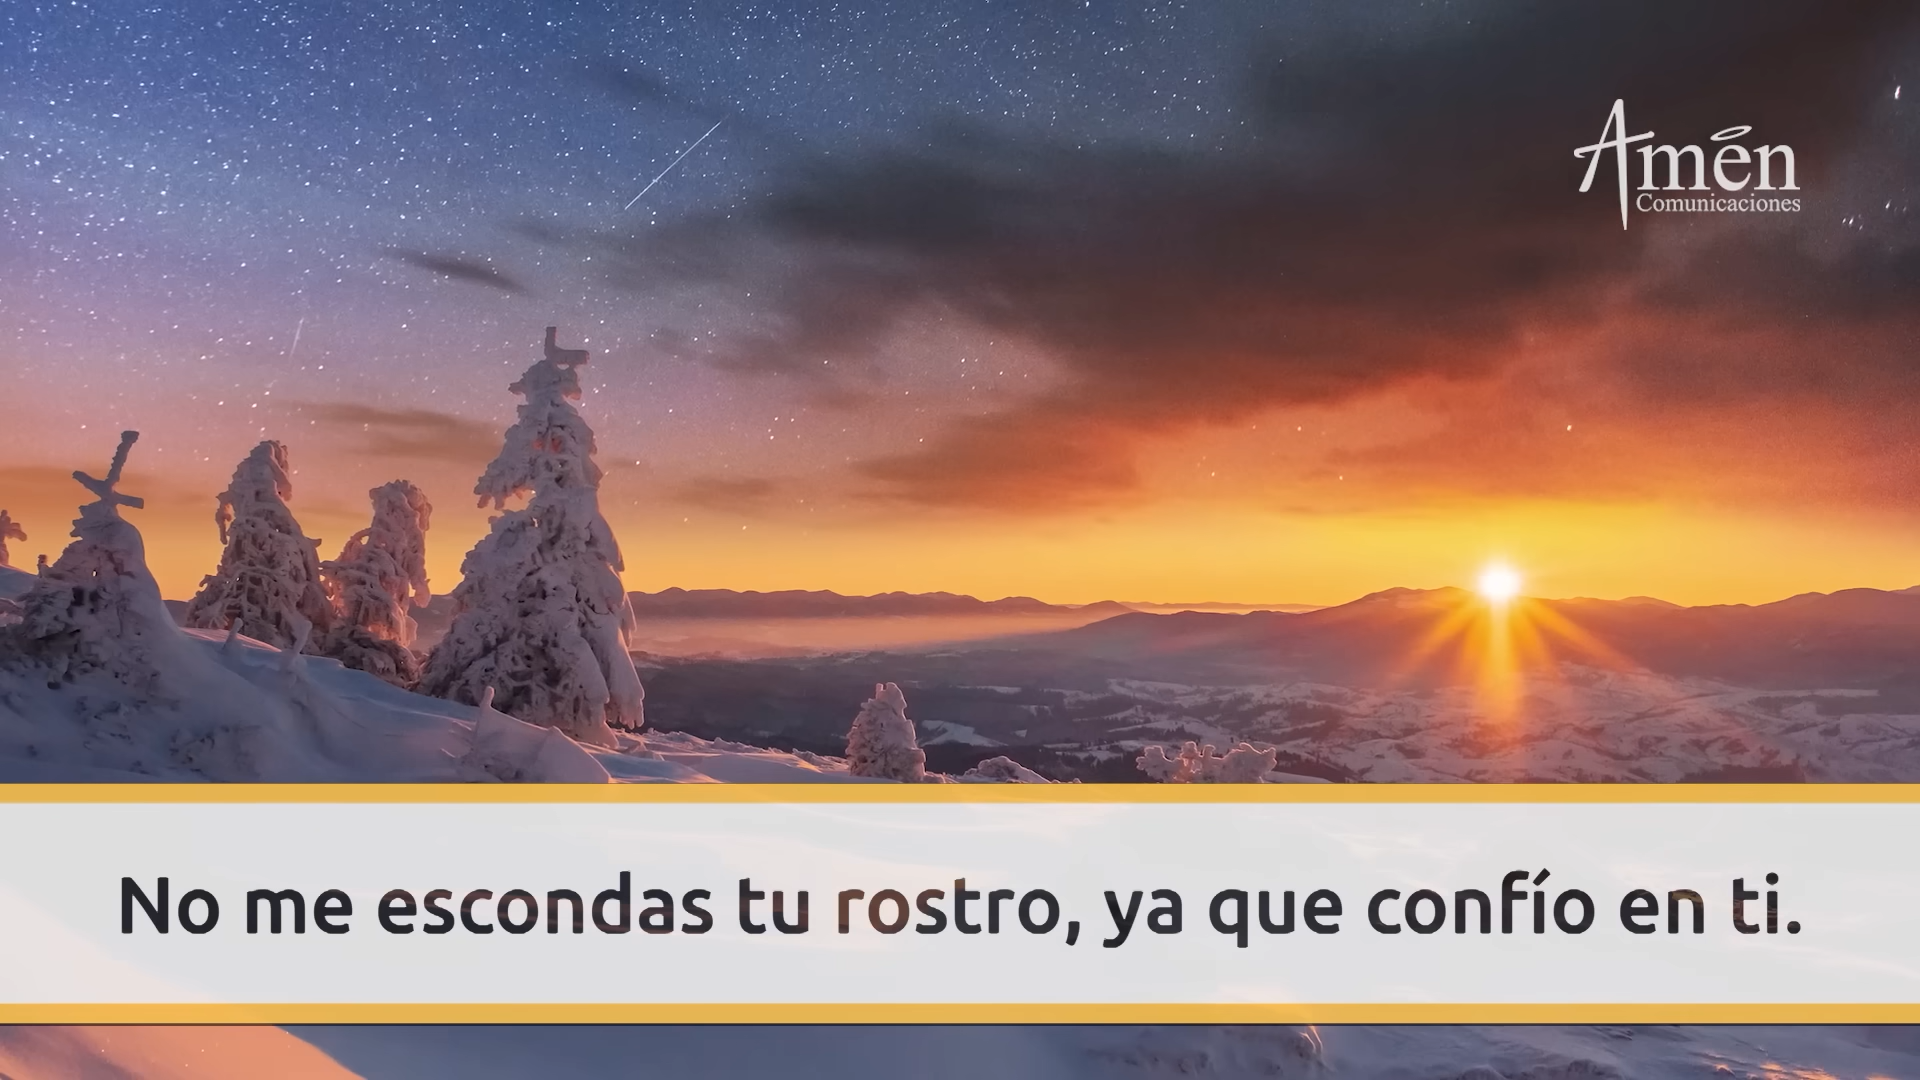 Amén
Comunicaciones
No me escondas tu rostro, ya que confío en ti.